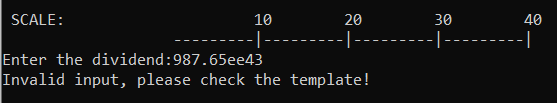 SCALE:                     10        20        30        40
                  ---------|---------|---------|---------|
Enter the dividend:987.65ee43
Invalid input, please check the template!